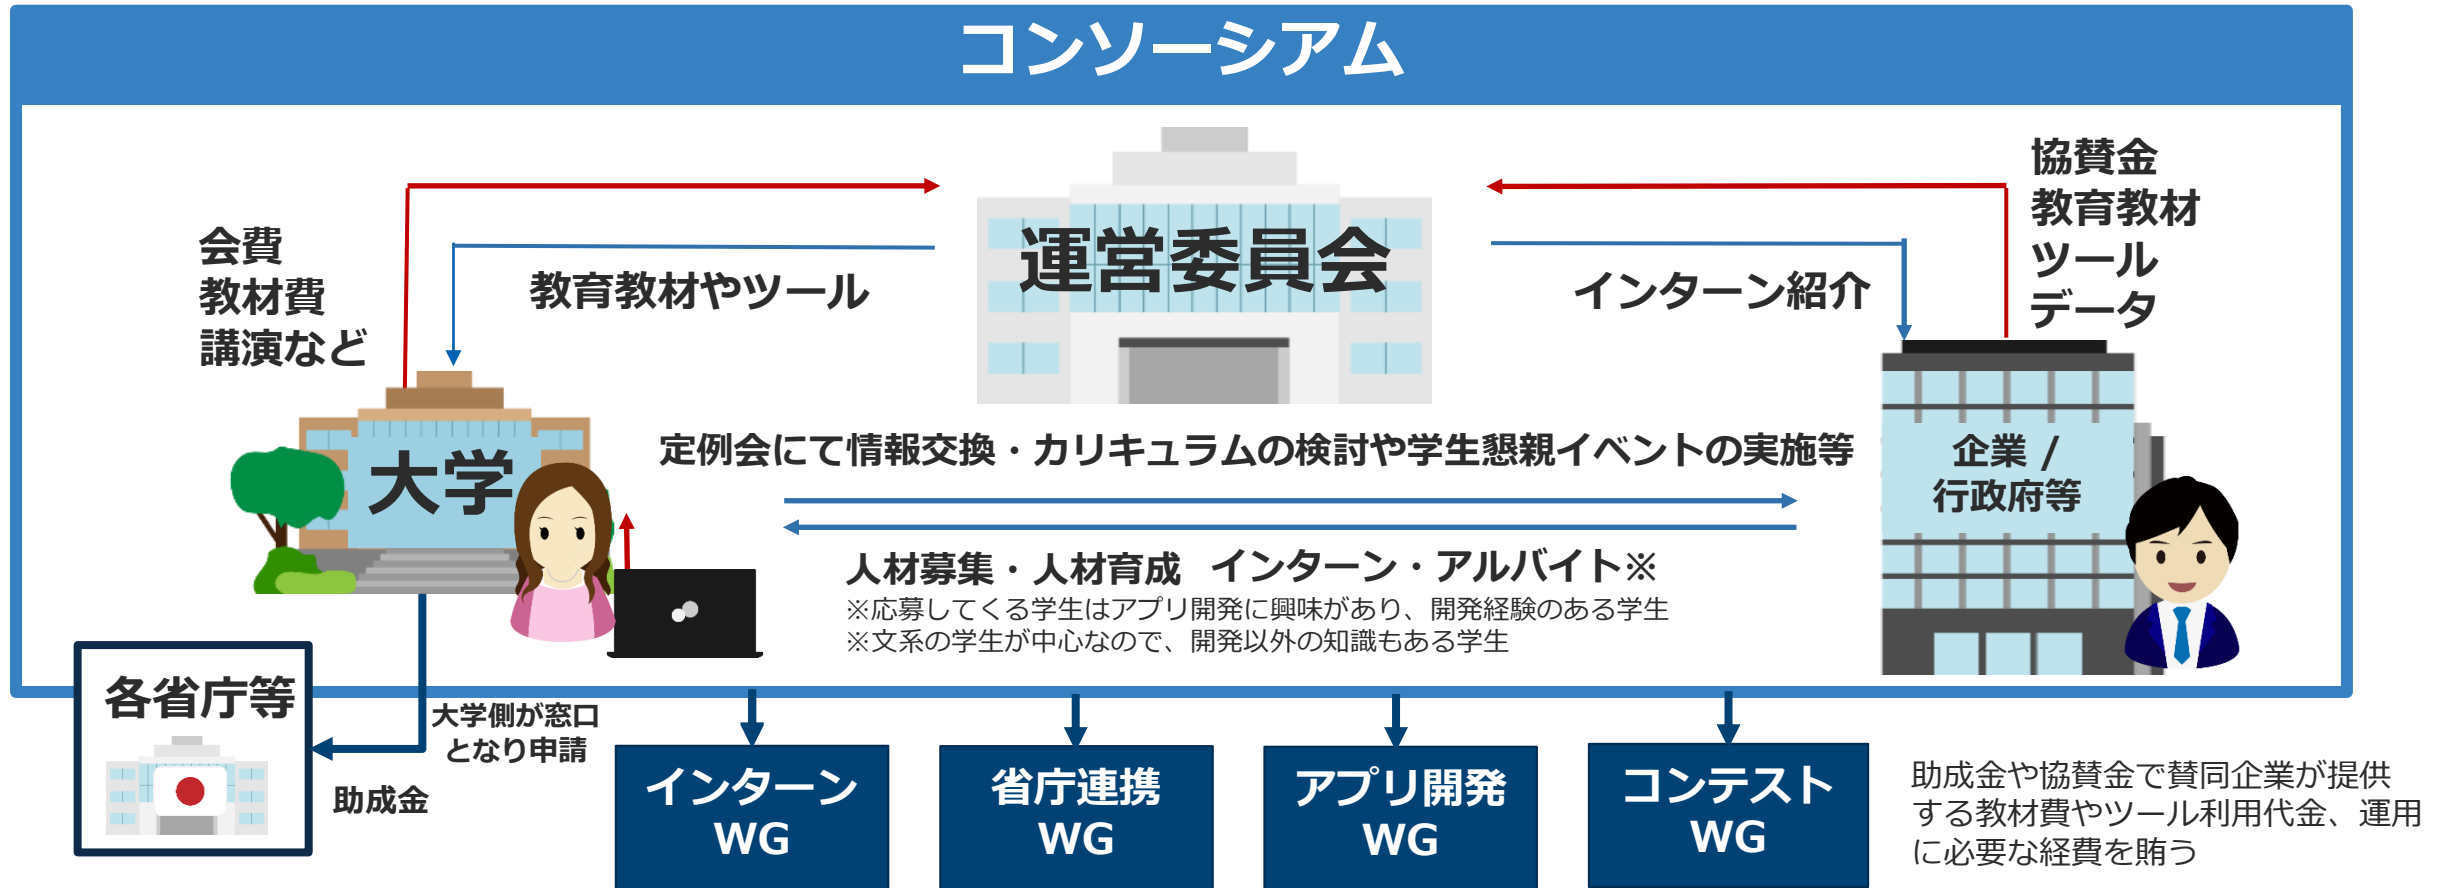 コンソーシアム
協賛金
教育教材
ツール
データ
会費
教材費
講演など
教育教材やツール
運営委員会
インターン紹介
大学
定例会にて情報交換・カリキュラムの検討や学生懇親イベントの実施等
企業 /
行政府等
人材募集・人材育成 インターン・アルバイト※
※応募してくる学生はアプリ開発に興味があり、開発経験のある学生
※文系の学生が中心なので、開発以外の知識もある学生
各省庁等
大学側が窓口
となり申請
助成金
インターン
WG
省庁連携
WG
アプリ開発
WG
コンテスト
WG
助成金や協賛金で賛同企業が提供
する教材費やツール利用代金、運用
に必要な経費を賄う